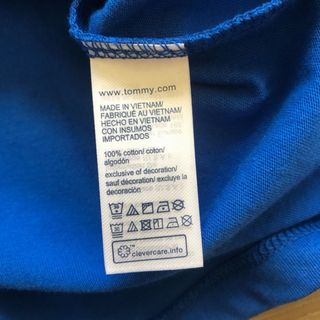 www.tommy.com
MADE IN VIETNAM/
FABRIQUÉ AU VIETNAM/
HECHO EN VIETNAM
CON INSUMOS
IMPORTADOS
100% cotton/ coton/
algodón
exclusive of decoration/
sauf décoration/ excluye la
decoración
clevercare.info